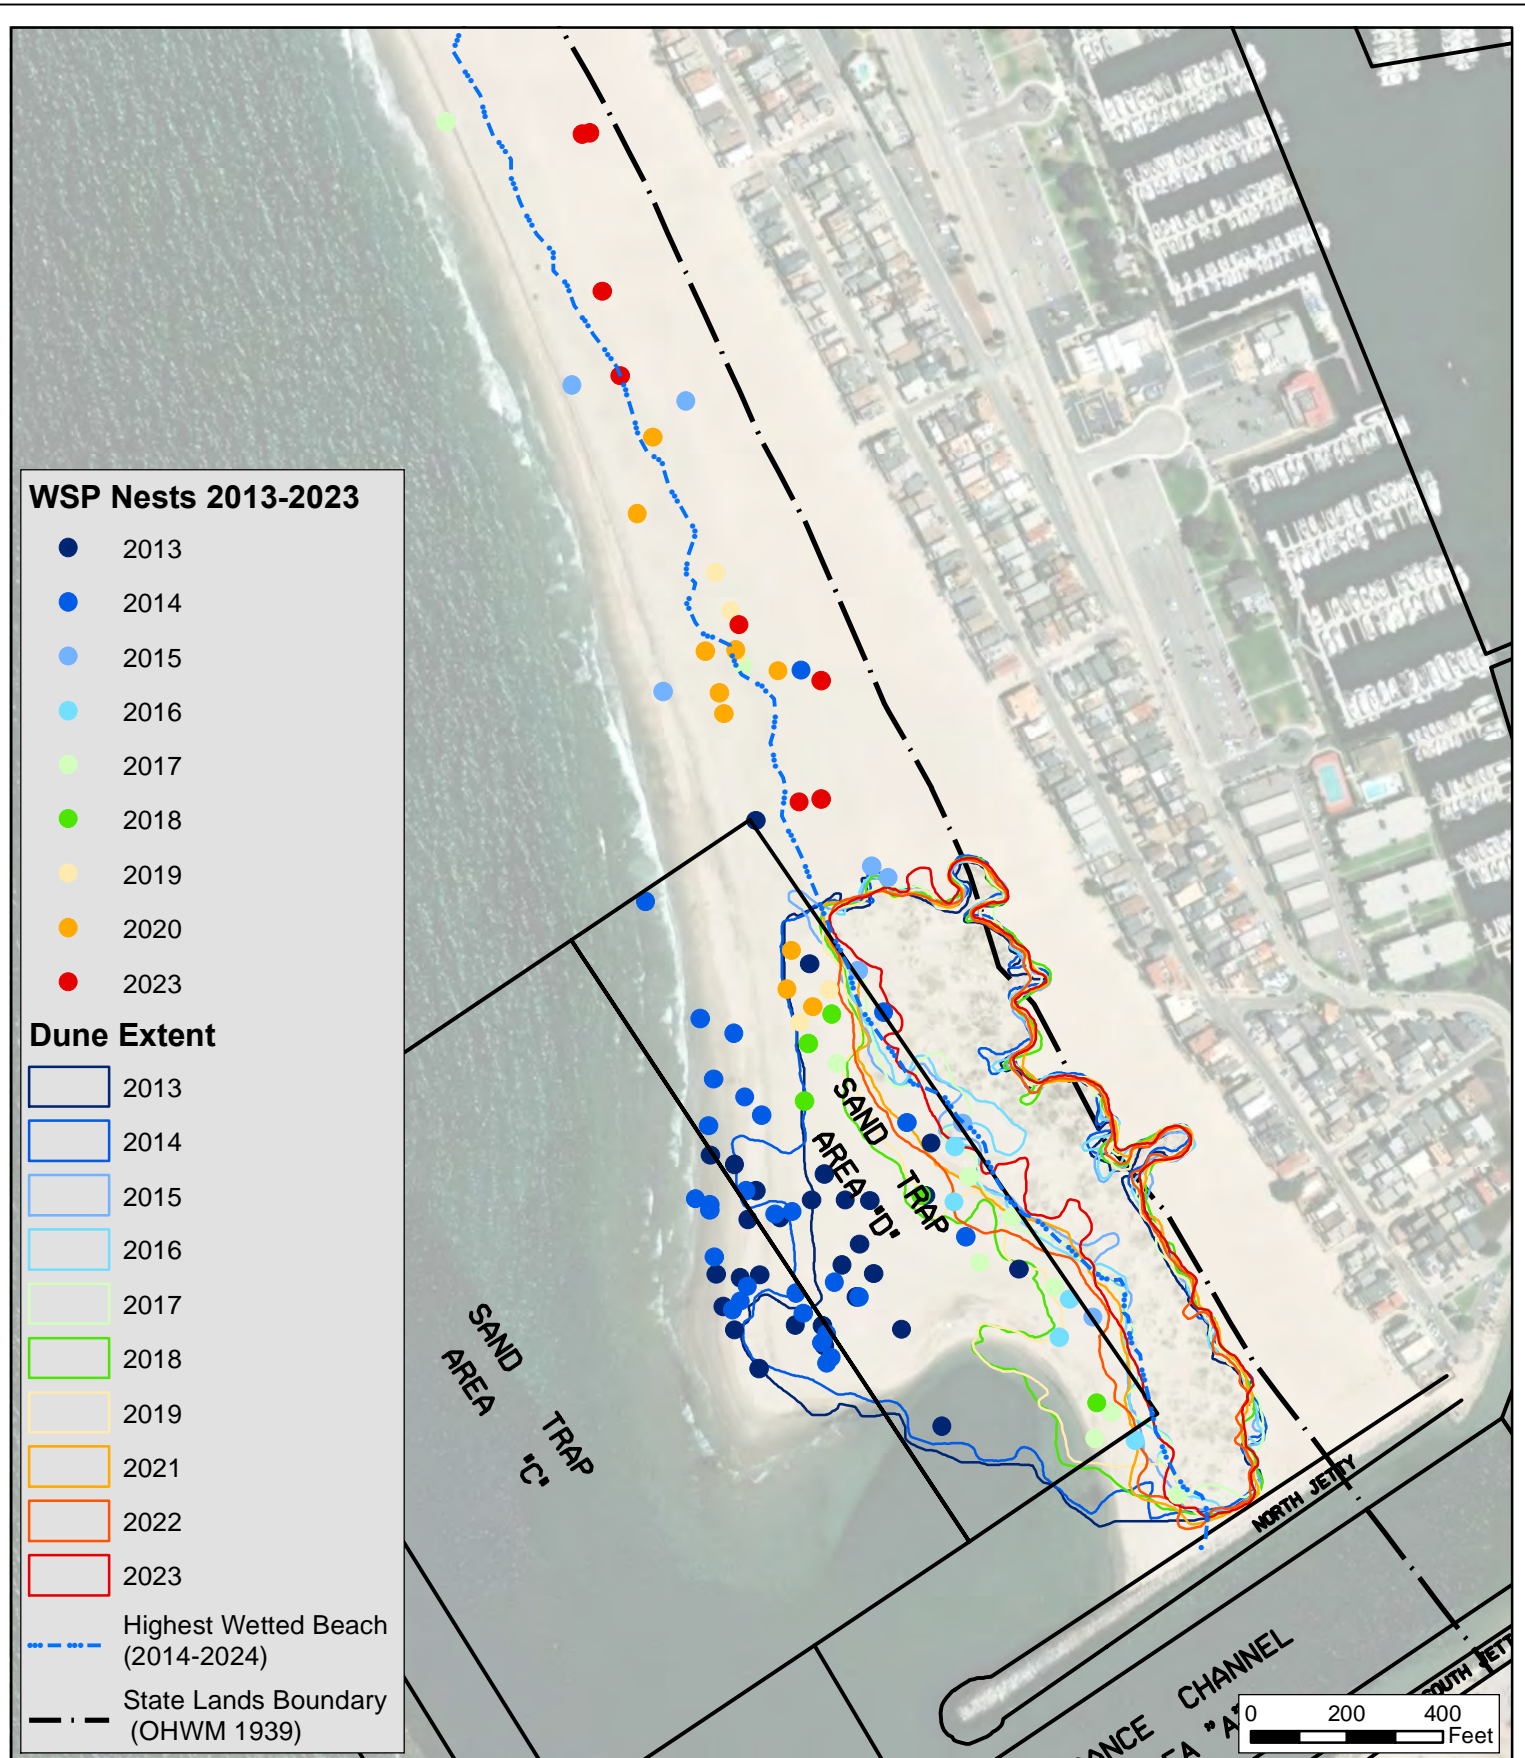 WSP Nests 2013-2023
2013
2014
2015
2016
2017
2018
2019
2020
2023
Dune Extent
2013
2014
2015
2016
2017
2018
2019
2021
2022
2023
Highest Wetted Beach
(2014-2024)
State Lands Boundary
(OHWM 1939)
SAND TRAP
AREA "D"
SAND TRAP
AREA "C"
NORTH JETTY
CHANNEL
0 200 400
Feet